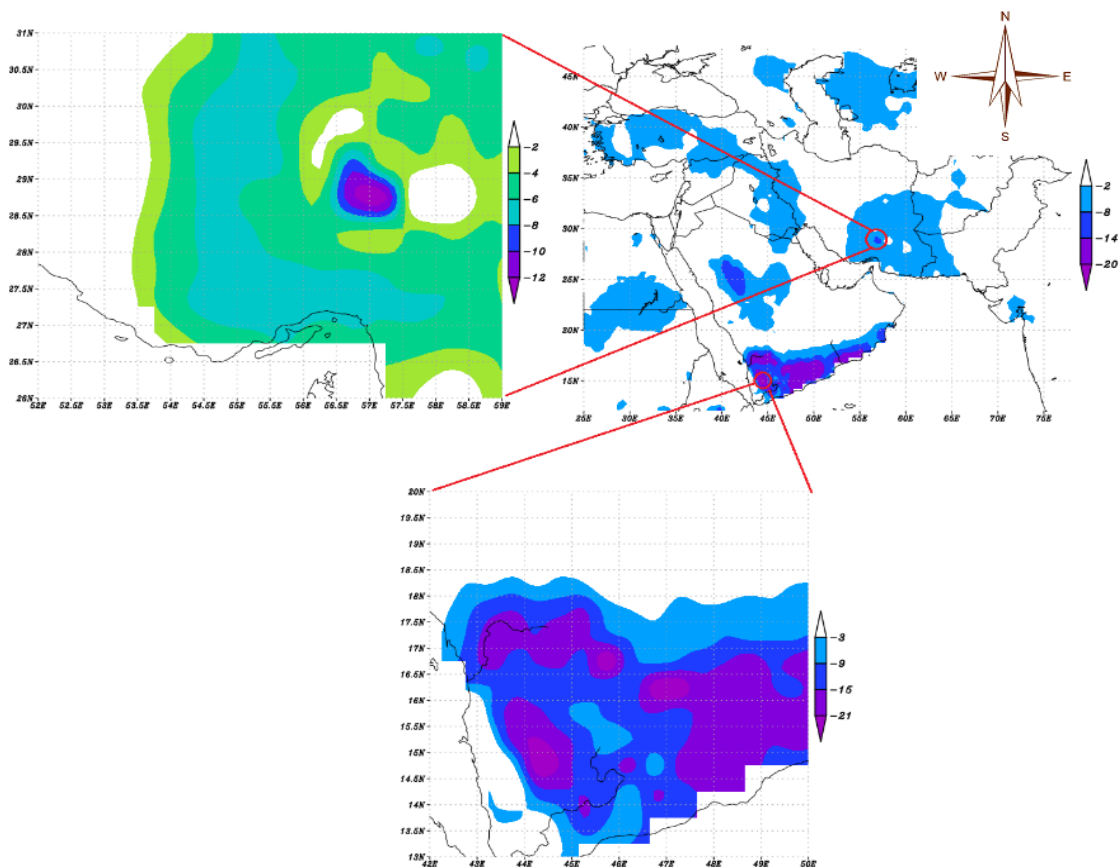 31N
30.5N
30N
29.5N
29N
28.5N
28N
27.5N
27N
26.5N
26N
52E 52.5E 53E 53.5E 54E 54.5E 55E 55.5E 56E 56.5E 57E 57.5E 58E 58.5E 59E
-2
-4
-6
-8
-10
-12
N
W E
S
45N
40N
35N
30N
25N
20N
15N
25E 30E 35E 40E 45E 50E 55E 60E 65E 70E 75E
-2
-8
-14
-20
20N
19.5N
19N
18.5N
18N
17.5N
17N
16.5N
16N
15.5N
15N
14.5N
14N
13.5N
13N
42E 43E 44E 45E 46E 47E 48E 49E 50E
-3
-9
-15
-21